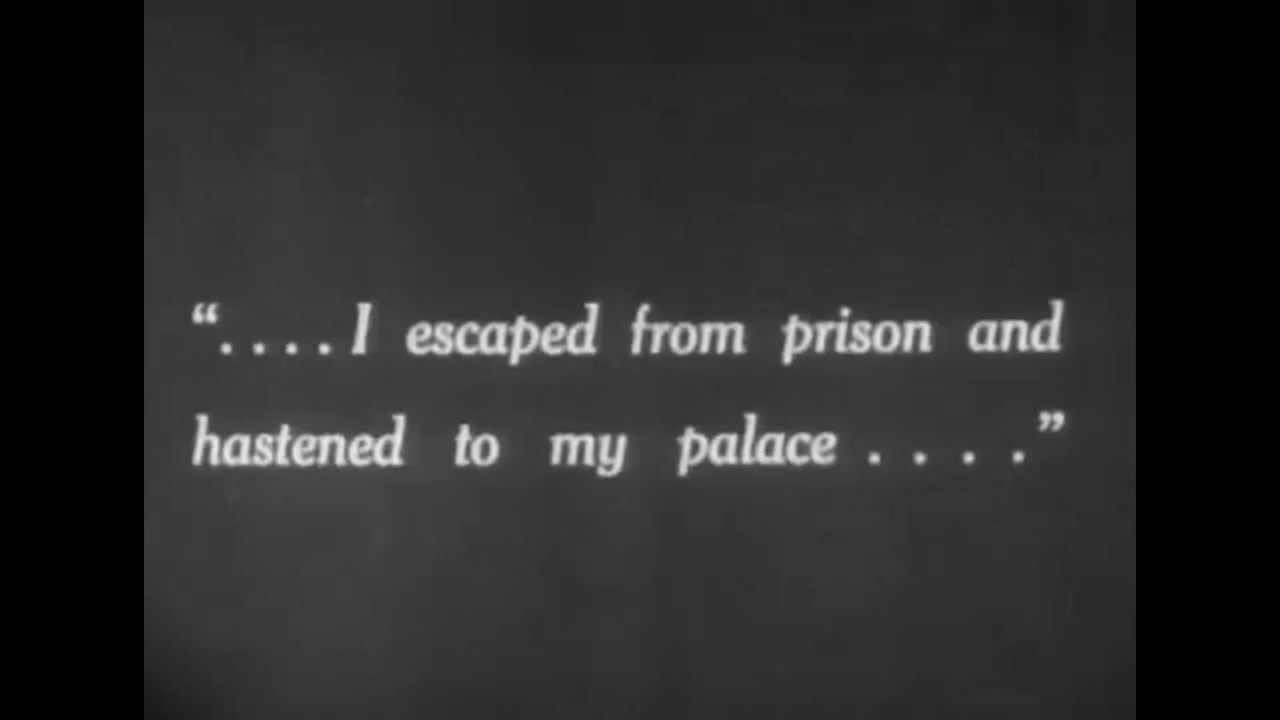 “....I escaped from prison and
hastened to my palace . . . .”